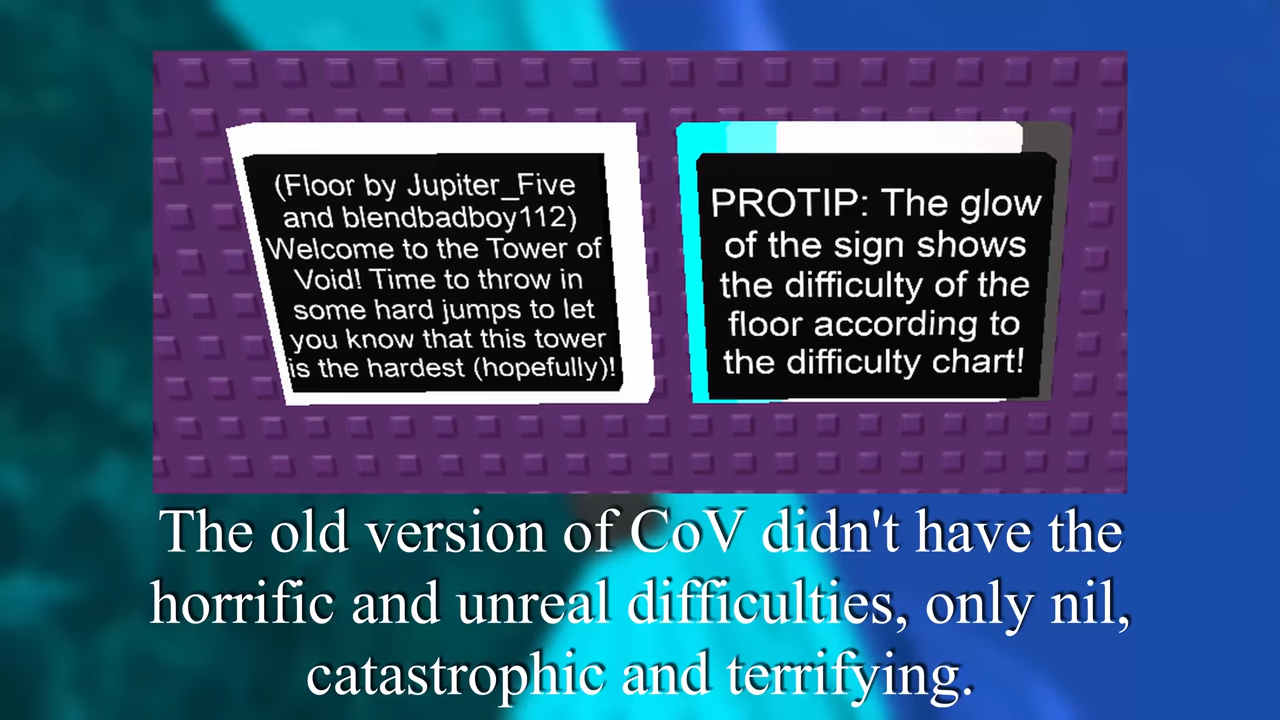 (Floor by Jupiter_Five
and blendbadboy112)
Welcome to the Tower of
Void! Time to throw in
some hard jumps to let
you know that this tower
is the hardest (hopefully)!
PROTIP: The glow
of the sign shows
the difficulty of the
floor according to
the difficulty chart!
The old version of CoV didn't have the
horrific and unreal difficulties, only nil,
catastrophic and terrifying.